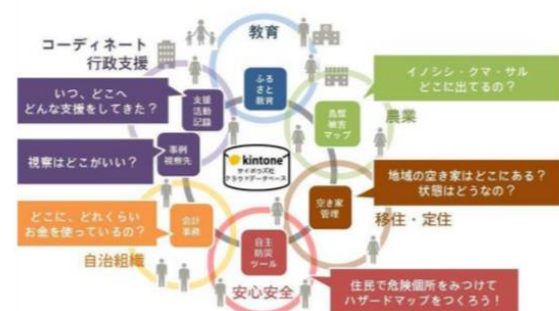 教育
コーディネート
行政支援
ふる
さと
教育
いつ、どこへ
どんな支援をしてきた？
支援
活動
記録
イノシシ・クマ・サル
どこに出てるの？
農業
鳥獣
被害
マップ
視察はどこがいい？
事例
視察先
kintone
サイボウズ社
クラウドデータベース
地域の空き家はどこにある？
状態はどうなの？
空き家
管理
移住・定住
どこに、どれくらい
お金を使っているの？
会計
事務
自治組織
自主
防災
ツール
安心安全
住民で危険個所をみつけて
ハザードマップをつくろう！